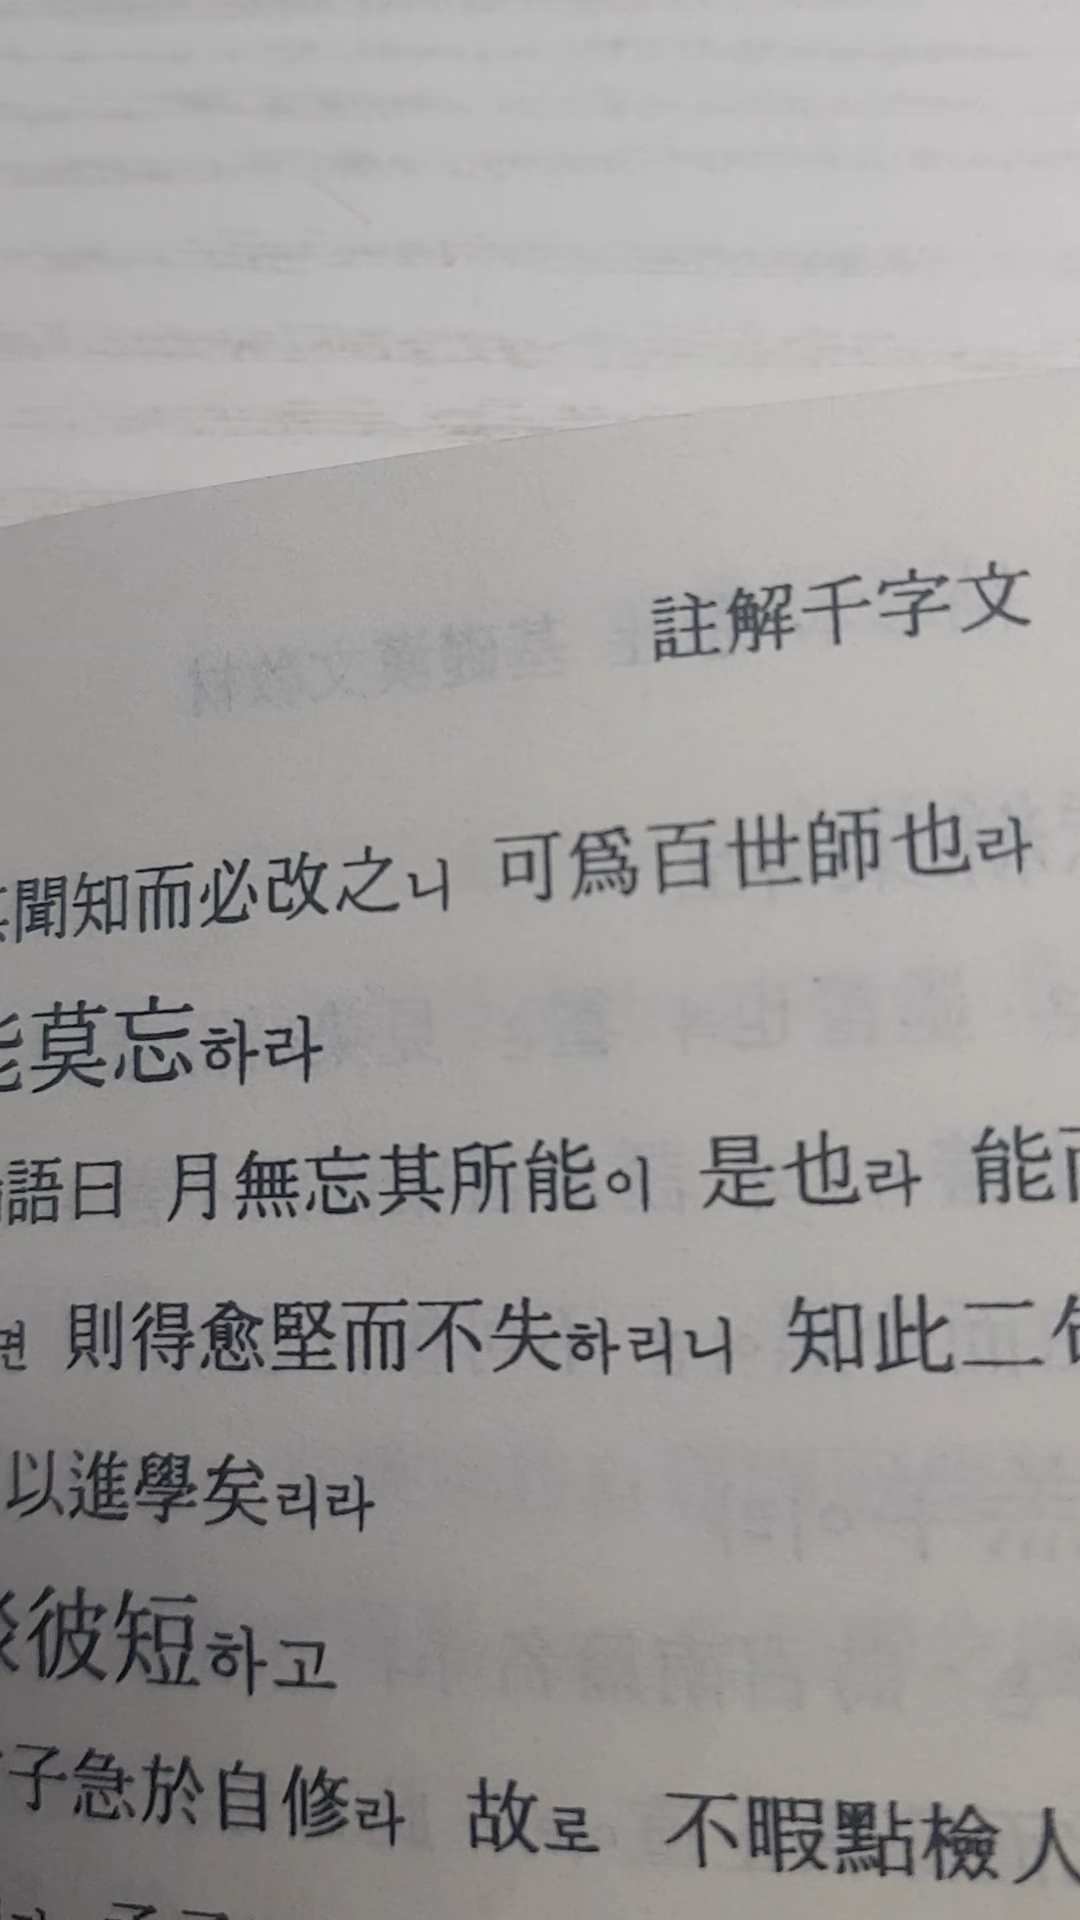 註解千字文
聞知而必改之니 可爲百世師也라
莫忘하라
語曰 月無忘其所能이 是也라 能而
則得愈堅而不失하리니 知此二
以進學矣리라
彼短하고
子急於自修라 故로 不暇點檢人